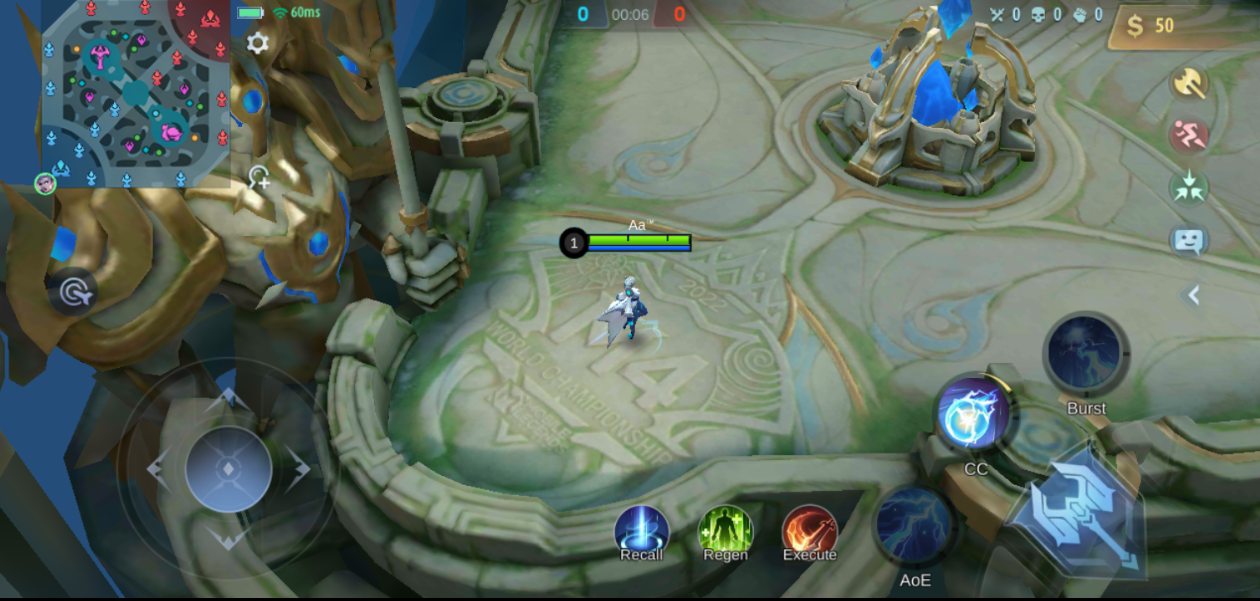 60ms
0 00:06 0
0 0 0
$ 50
Aa™
1
2022
M4
WORLD CHAMPIONSHIP
Burst
CC
Recall
Regen
Execute
AoE